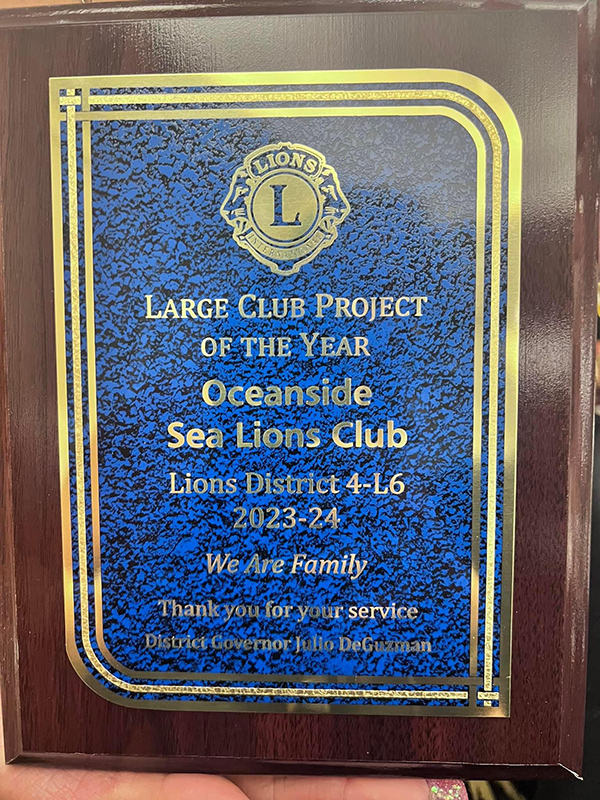 LIONS
L
INTERNATIONAL
LARGE CLUB PROJECT
OF THE YEAR
Oceanside
Sea Lions Club
Lions District 4-L6
2023-24
We Are Family
Thank you for your service
District Governor Julio DeGuzman